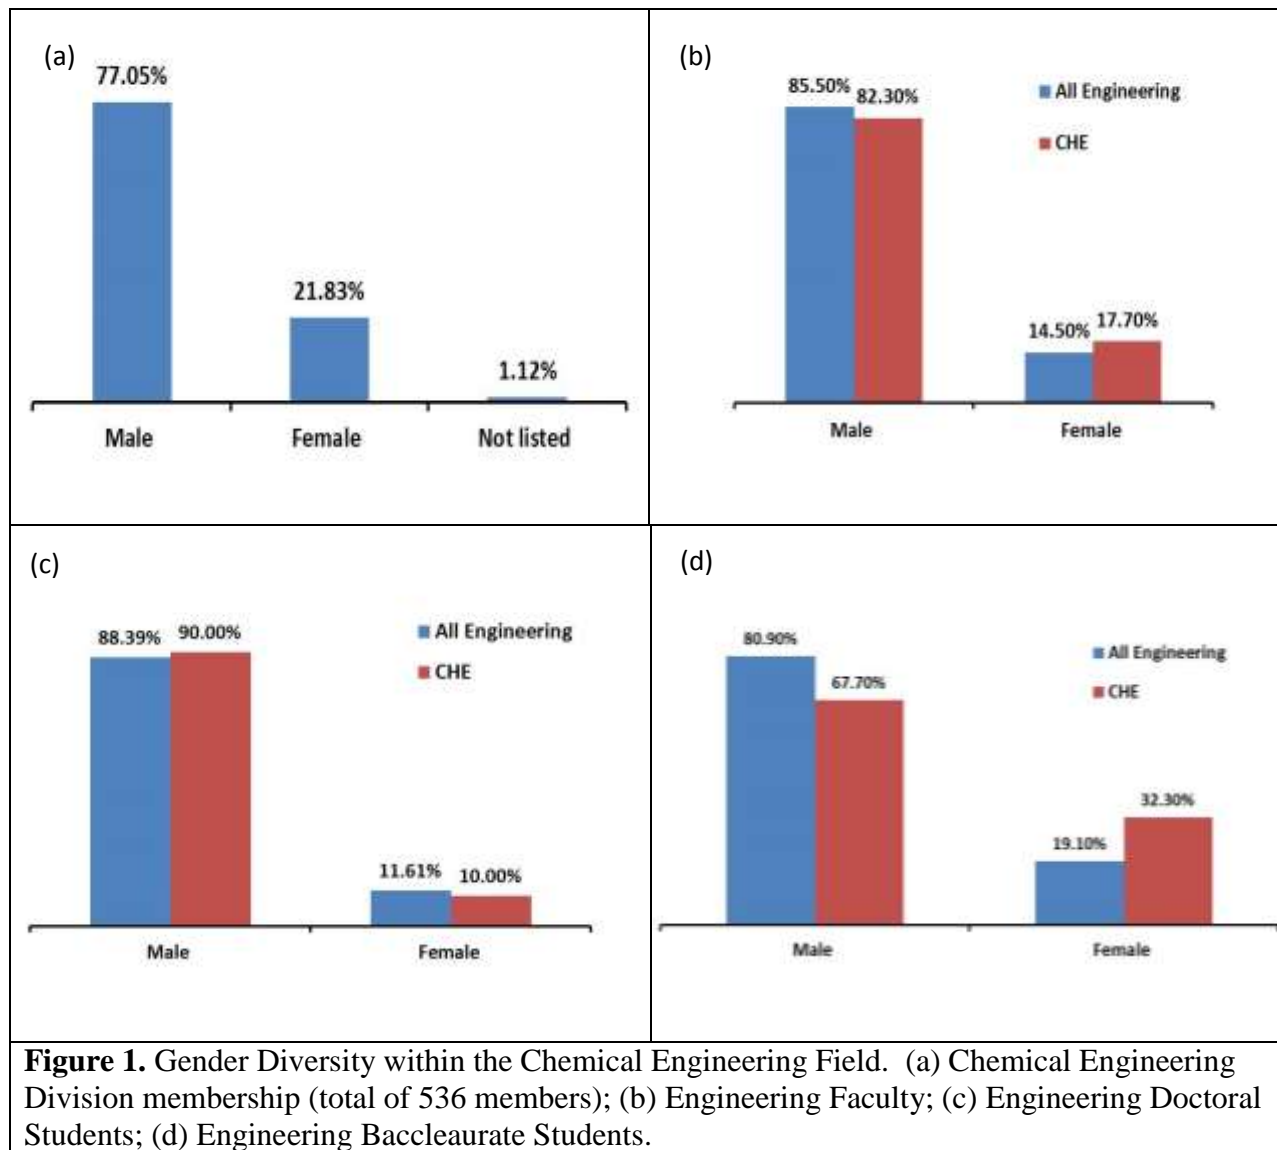 (a)
77.05%
21.83%
1.12%
Male Female Not listed
(b)
85.50% 82.30%
All Engineering
CHE
14.50% 17.70%
Male Female
(c)
88.39% 90.00%
All Engineering
CHE
11.61% 10.00%
Male Female
(d)
80.90%
67.70%
All Engineering
CHE
32.30%
19.10%
Male Female
Figure 1. Gender Diversity within the Chemical Engineering Field. (a) Chemical Engineering
Division membership (total of 536 members); (b) Engineering Faculty; (c) Engineering Doctoral
Students; (d) Engineering Baccleaurate Students.